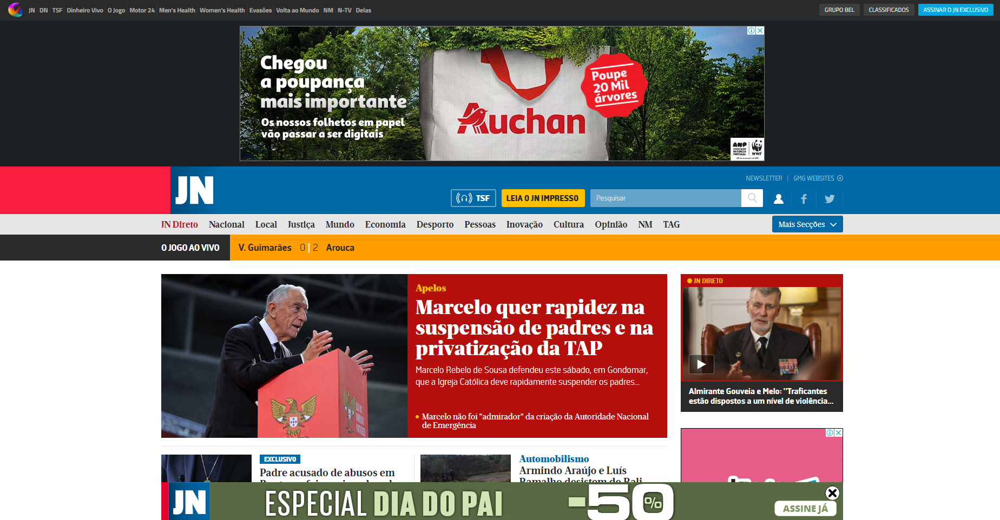 JN DN TSF Dinheiro Vivo O Jogo Motor 24 Men's Health Women's Health Evasões Volta ao Mundo NM N-TV Delas
GRUPO BEL CLASSIFICADOS ASSINAR O JN EXCLUSIVO
Chegou
a poupança
mais importante
Os nossos folhetos em papel
vão passar a ser digitais
Auchan
Poupe
20 Mil
árvores
ANP
ASSOCIAÇÃO
NATUREZA
PORTUGAL
WWF
JN
NEWSLETTER | GMG WEBSITES
TSF
LEIA O JN IMPRESSO
Pesquisar
JN Direto Nacional Local Justiça Mundo Economia Desporto Pessoas Inovação Cultura Opinião NM TAG
Mais Secções
O JOGO AO VIVO
V. Guimarães 0 | 2 Arouca
Apelos
Marcelo quer rapidez na
suspensão de padres e na
privatização da TAP
Marcelo Rebelo de Sousa defendeu este sábado, em Gondomar,
que a Igreja Católica deve rapidamente suspender os padres...
Marcelo não foi "admirador" da criação da Autoridade Nacional
de Emergência
JN DIRETO
Almirante Gouveia e Melo: "Traficantes
estão dispostos a um nível de violência...
EXCLUSIVO
Padre acusado de abusos em
Automobilismo
Armindo Araújo e Luís
Ramalho desistem do Rali
JN
ESPECIAL DIA DO PAI
-50%
ASSINE JÁ